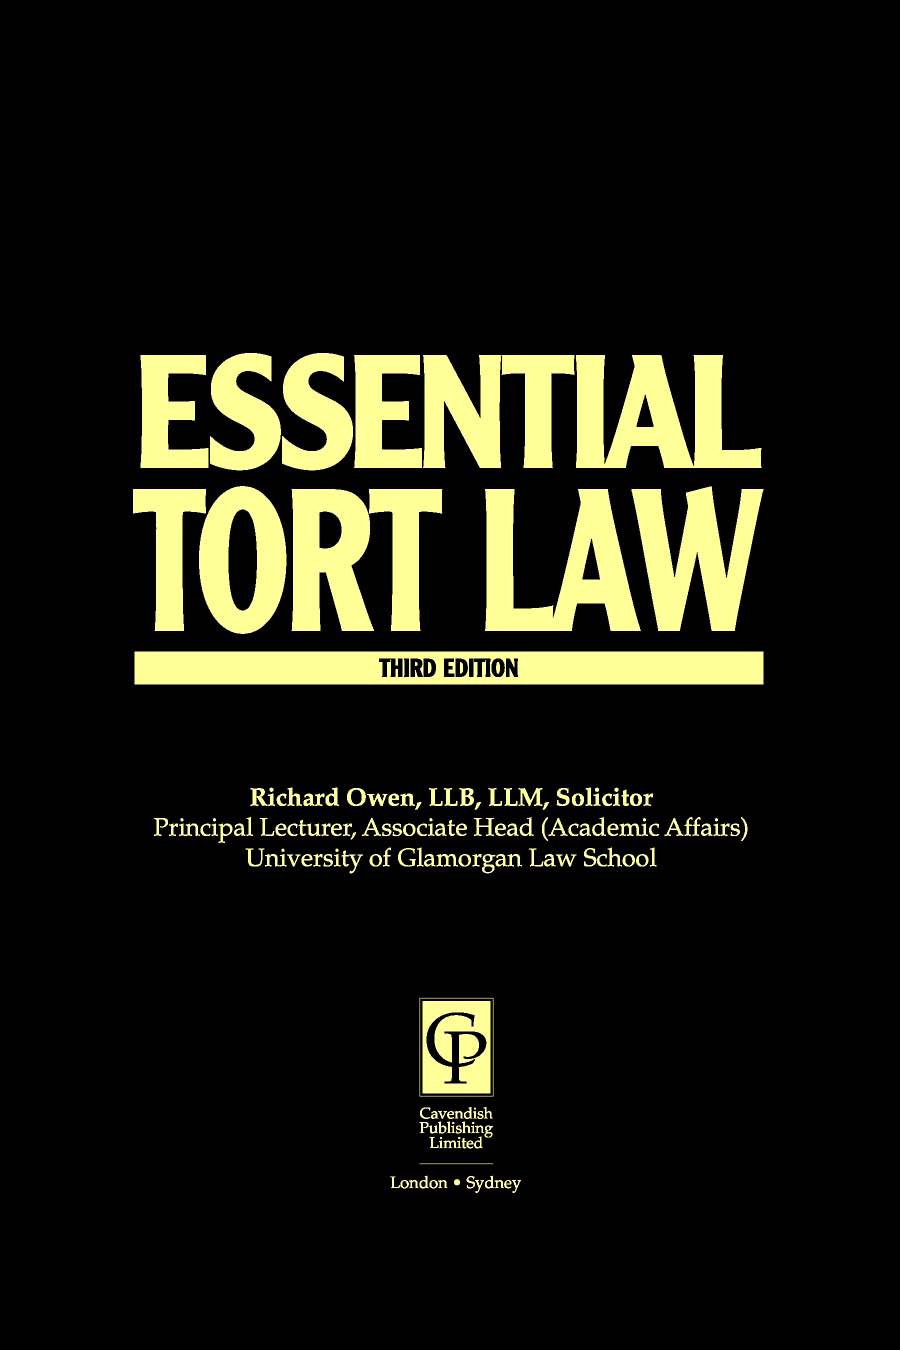 ESSENTIAL
TORT LAW
THIRD EDITION
Richard Owen, LLB, LLM, Solicitor
Principal Lecturer, Associate Head (Academic Affairs)
University of Glamorgan Law School
CP
Cavendish
Publishing
Limited
London • Sydney